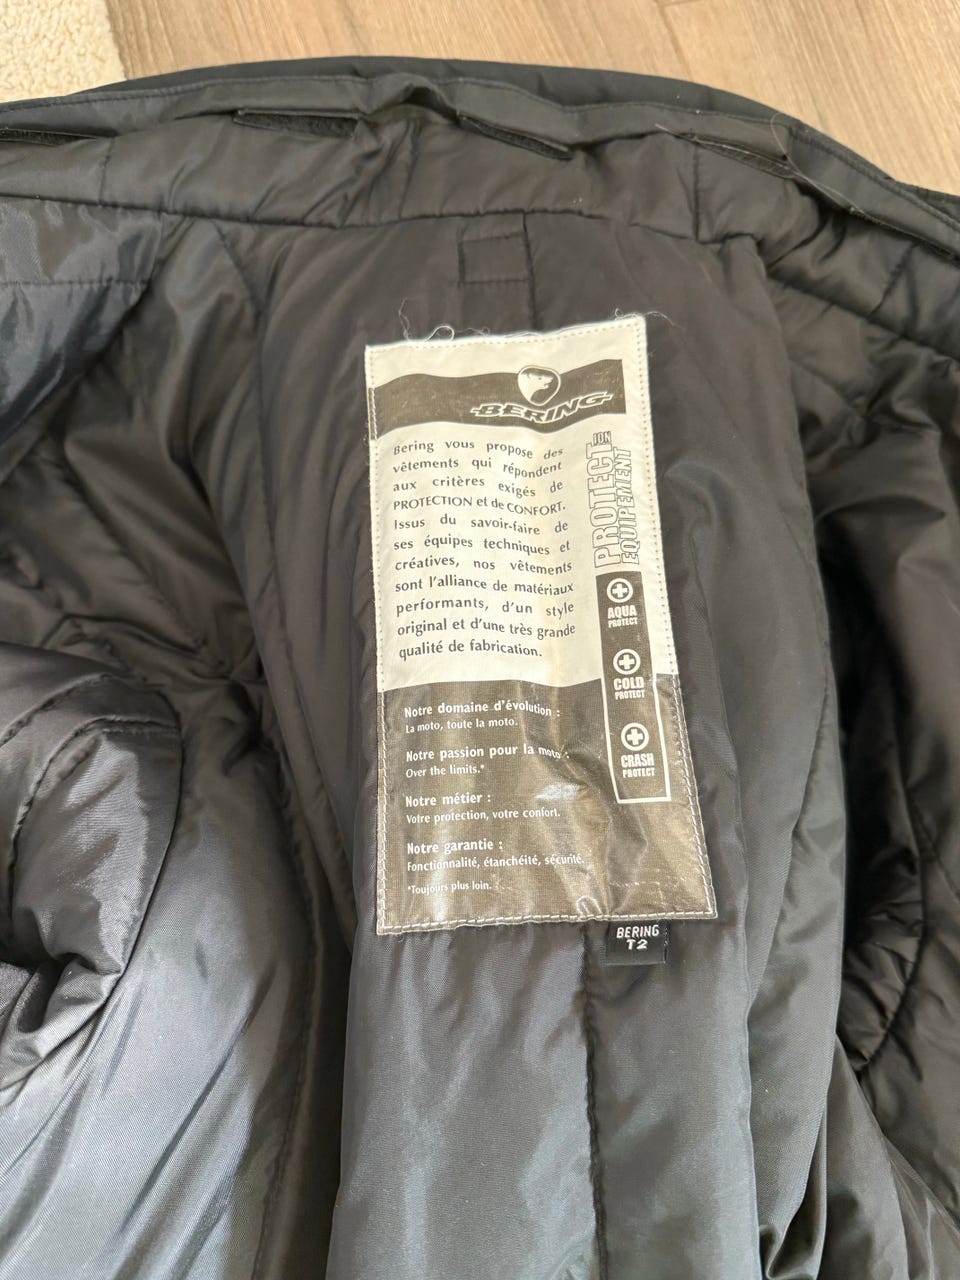 BERING
Bering vous propose des
vêtements qui répondent
aux critères exigés de
PROTECTION et de CONFORT.
Issus du savoir-faire de
ses équipes techniques et
créatives, nos vêtements
sont l'alliance de matériaux
performants, d'un style
original et d'une très grande
qualité de fabrication.
PROTECTION
EQUIPEMENT
AQUA
PROTECT
COLD
PROTECT
CRASH
PROTECT
Notre domaine d'évolution :
La moto, toute la moto.
Notre passion pour la moto :
Over the limits.*
Notre métier :
Votre protection, votre confort.
Notre garantie :
Fonctionnalité, étanchéité, sécurité.
*Toujours plus loin.
BERING
T2